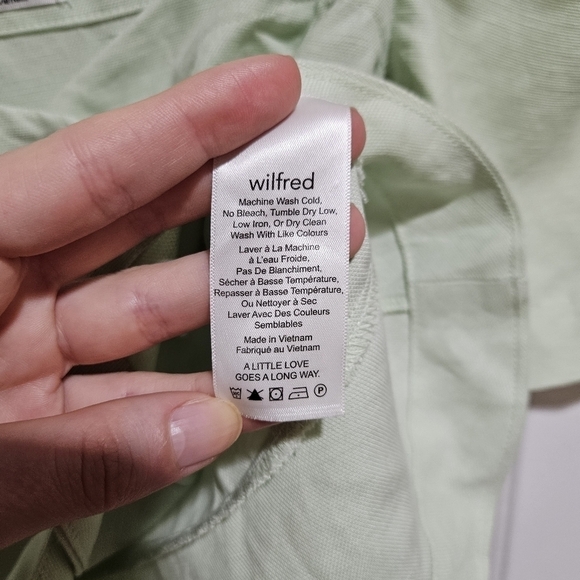 wilfred
Machine Wash Cold,
No Bleach, Tumble Dry Low,
Low Iron, Or Dry Clean
Wash With Like Colours
Laver à La Machine
à L'eau Froide,
Pas De Blanchiment,
Sécher à Basse Température,
Repasser à Basse Température,
Ou Nettoyer à Sec
Laver Avec Des Couleurs
Semblables
Made in Vietnam
Fabriqué au Vietnam
A LITTLE LOVE
GOES A LONG WAY.
P